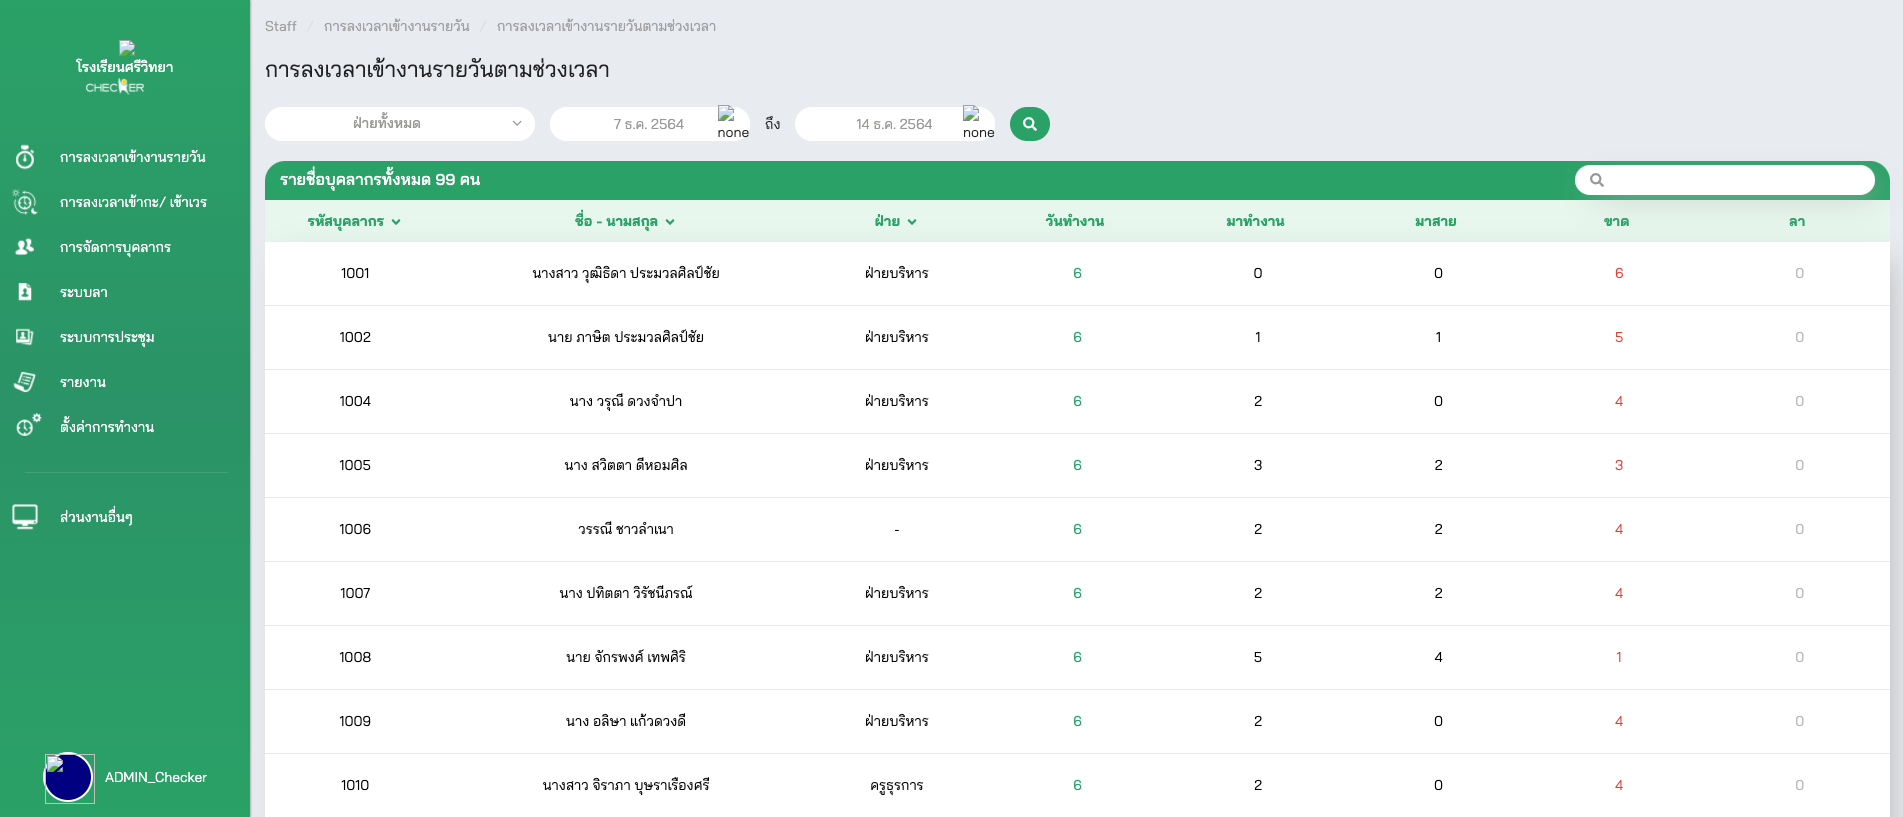 โรงเรียนศรีวิทยา
CHECKER
การลงเวลาเข้างานรายวัน
การลงเวลาเข้ากะ/ เข้าเวร
การจัดการบุคลากร
ระบบลา
ระบบการประชุม
รายงาน
ตั้งค่าการทำงาน
ส่วนงานอื่นๆ
ADMIN_Checker
Staff / การลงเวลาเข้างานรายวัน / การลงเวลาเข้างานรายวันตามช่วงเวลา
การลงเวลาเข้างานรายวันตามช่วงเวลา
ฝ่ายทั้งหมด 7 ธ.ค. 2564 none ถึง 14 ธ.ค. 2564 none
รายชื่อบุคลากรทั้งหมด 99 คน
รหัสบุคลากร ชื่อ - นามสกุล ฝ่าย วันทำงาน มาทำงาน มาสาย ขาด ลา
1001 นางสาว วุฒิธิดา ประมวลศิลป์ชัย ฝ่ายบริหาร 6 0 0 6 0
1002 นาย ภาษิต ประมวลศิลป์ชัย ฝ่ายบริหาร 6 1 1 5 0
1004 นาง วรุณี ดวงจำปา ฝ่ายบริหาร 6 2 0 4 0
1005 นาง สวิตตา ดีหอมศิล ฝ่ายบริหาร 6 3 2 3 0
1006 วรรณี ชาวลำเนา - 6 2 2 4 0
1007 นาง ปทิตตา วิรัชนีภรณ์ ฝ่ายบริหาร 6 2 2 4 0
1008 นาย จักรพงศ์ เทพศิริ ฝ่ายบริหาร 6 5 4 1 0
1009 นาง อลิษา แก้วดวงดี ฝ่ายบริหาร 6 2 0 4 0
1010 นางสาว จิราภา บุษราเรืองศรี ครูธุรการ 6 2 0 4 0